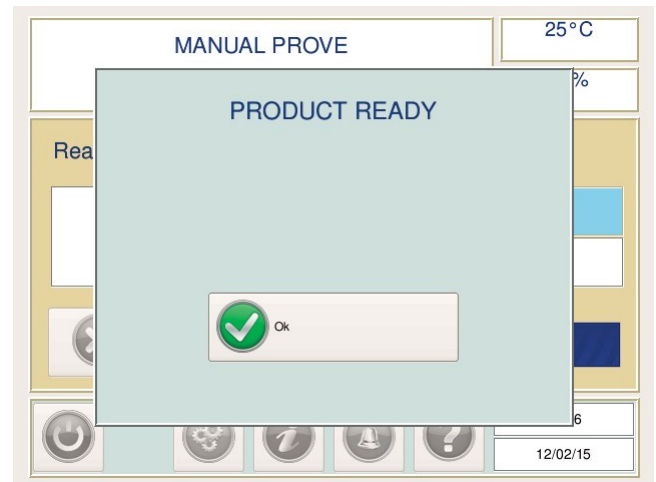 MANUAL PROVE
25°C
%
PRODUCT READY
Rea
Ok
6
12/02/15